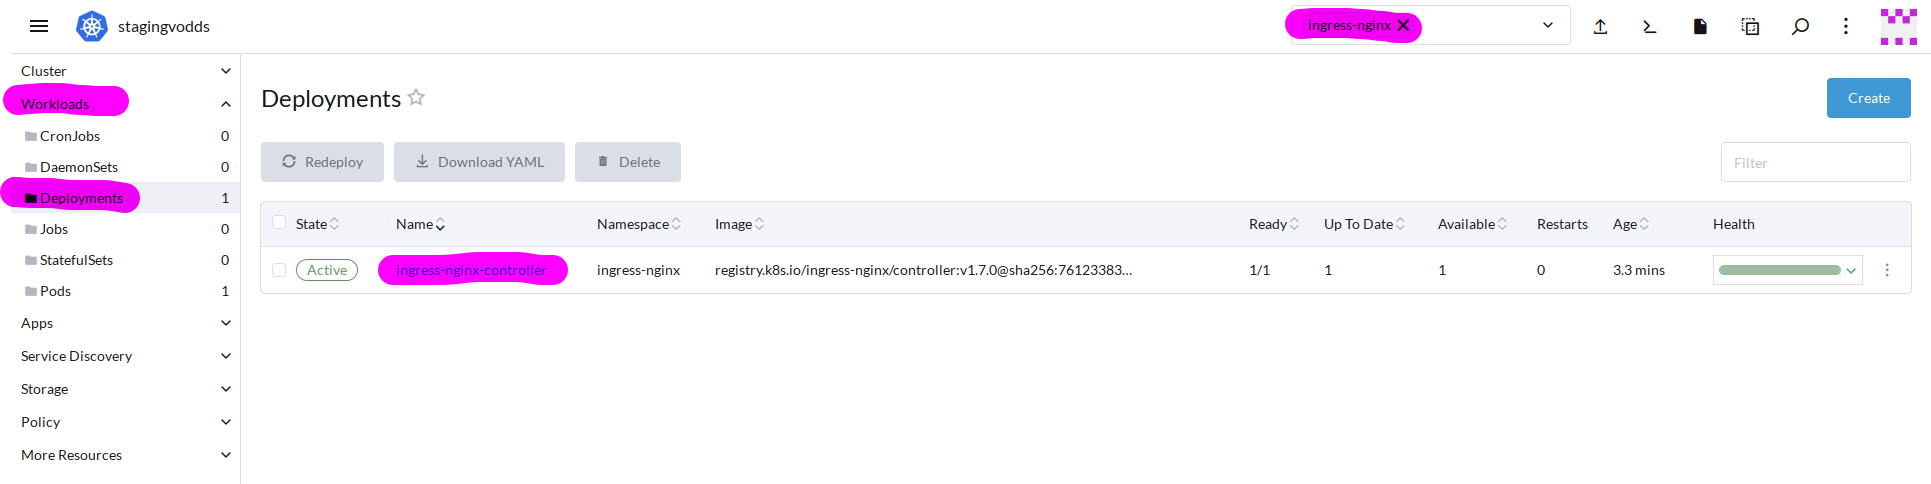 stagingvodds
ingress-nginx
Cluster
Workloads
CronJobs 0
DaemonSets 0
Deployments 1
Jobs 0
StatefulSets 0
Pods 1
Apps
Service Discovery
Storage
Policy
More Resources
Deployments
Create
Redeploy Download YAML Delete
Filter
State Name Namespace Image Ready Up To Date Available Restarts Age Health
Active ingress-nginx-controller ingress-nginx registry.k8s.io/ingress-nginx/controller:v1.7.0@sha256:76123383... 1/1 1 1 0 3.3 mins